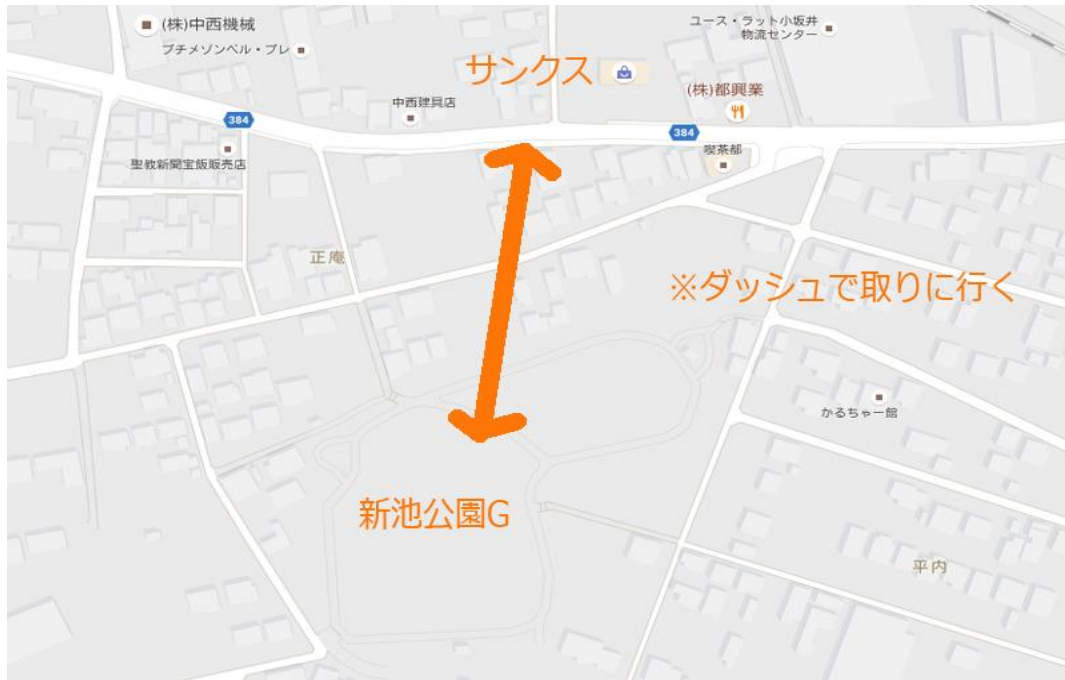 (株)中西機械
プチメゾンベル・プレ
ユース・ラット小坂井
物流センター
サンクス
(株)都興業
中西建具店
384
384
聖教新聞宝飯販売店
喫茶都
正庵
※ダッシュで取りに行く
かるちゃー館
新池公園G
平内